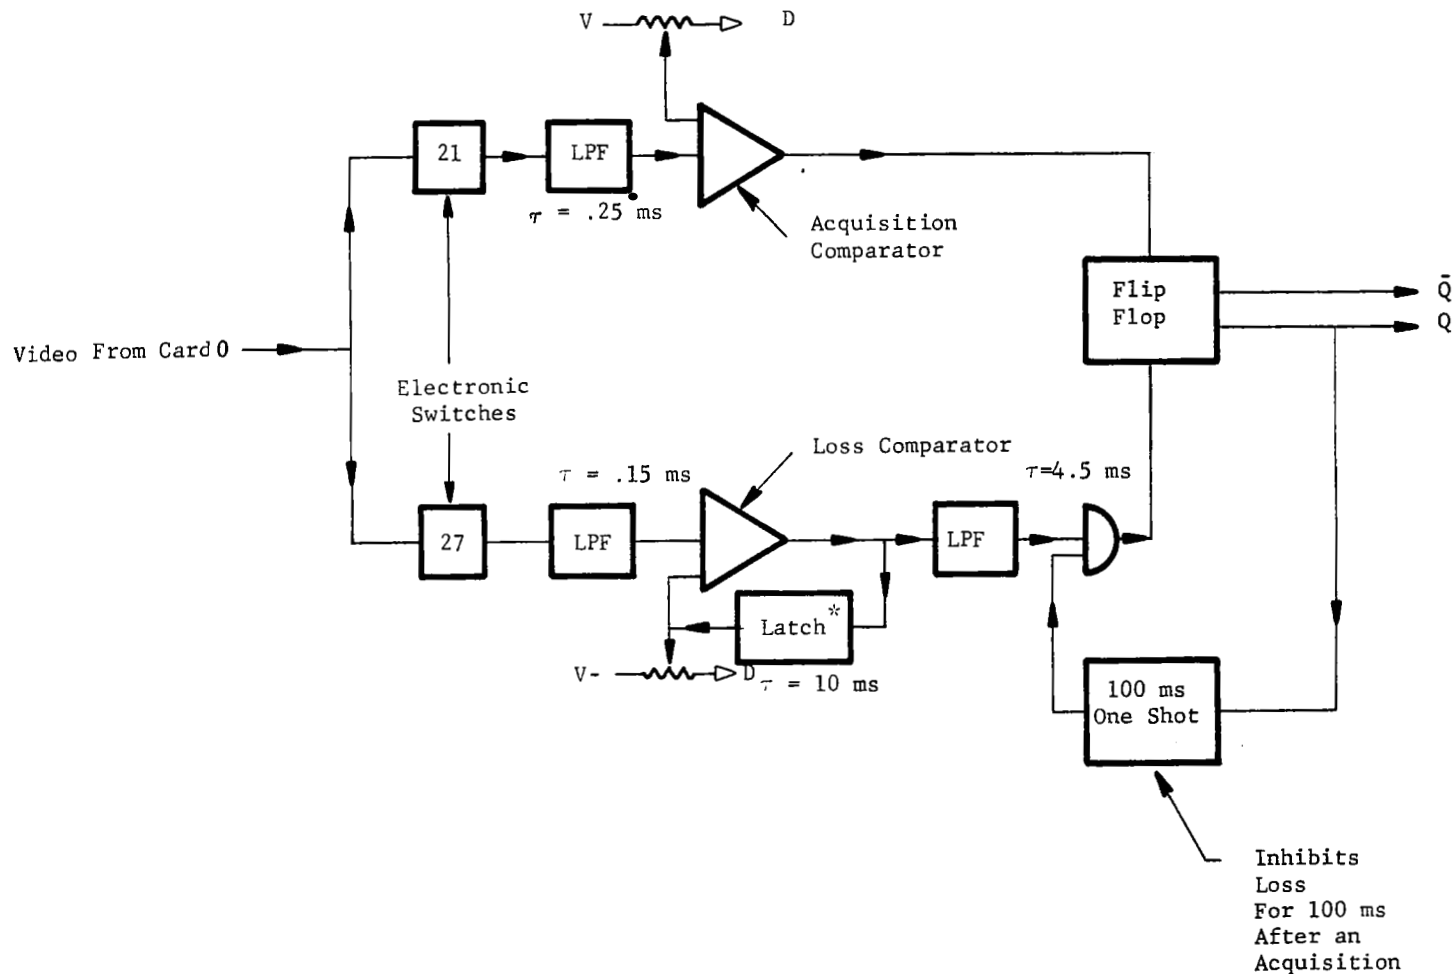 V D
21
LPF
τ = .25 ms
Acquisition
Comparator
Flip
Flop
Q̄
Q
Video From Card 0
Electronic
Switches
Loss Comparator
τ = .15 ms
τ=4.5 ms
27
LPF
LPF
Latch*
V- D
τ = 10 ms
100 ms
One Shot
Inhibits
Loss
For 100 ms
After an
Acquisition